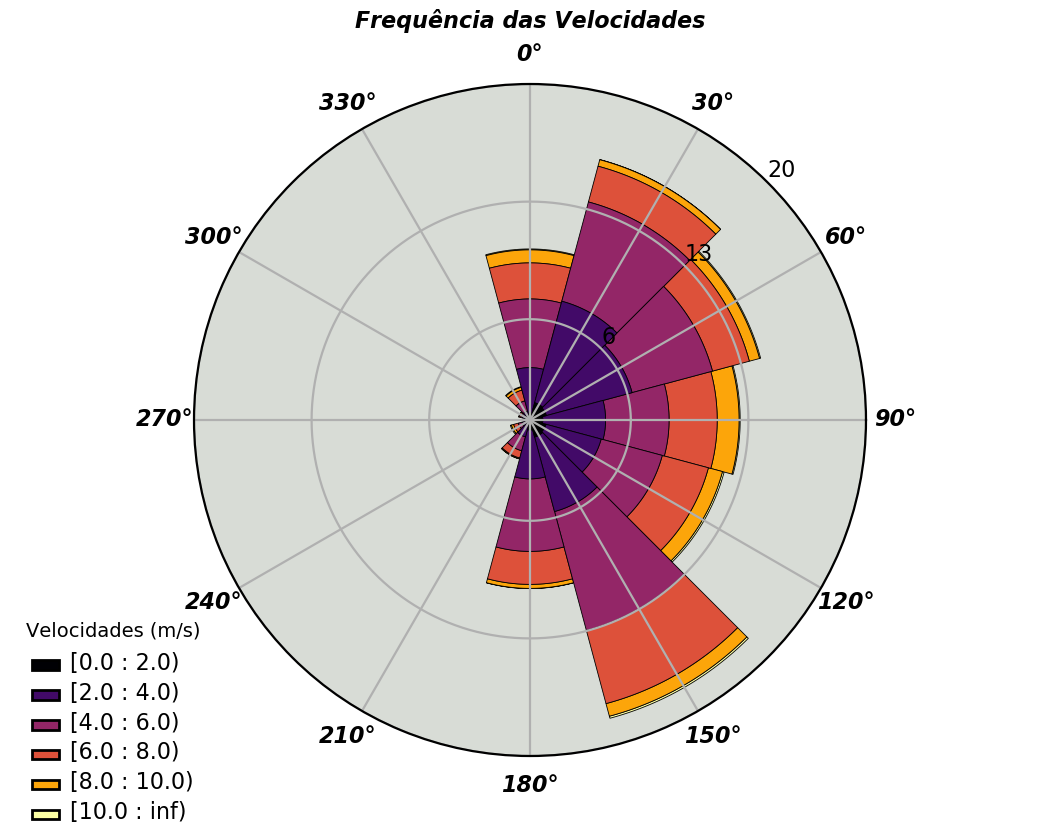 Frequência das Velocidades
0°
330°
30°
20
300°
60°
13
6
270°
90°
240°
120°
210°
150°
180°
Velocidades (m/s)
[0.0 : 2.0)
[2.0 : 4.0)
[4.0 : 6.0)
[6.0 : 8.0)
[8.0 : 10.0)
[10.0 : inf)